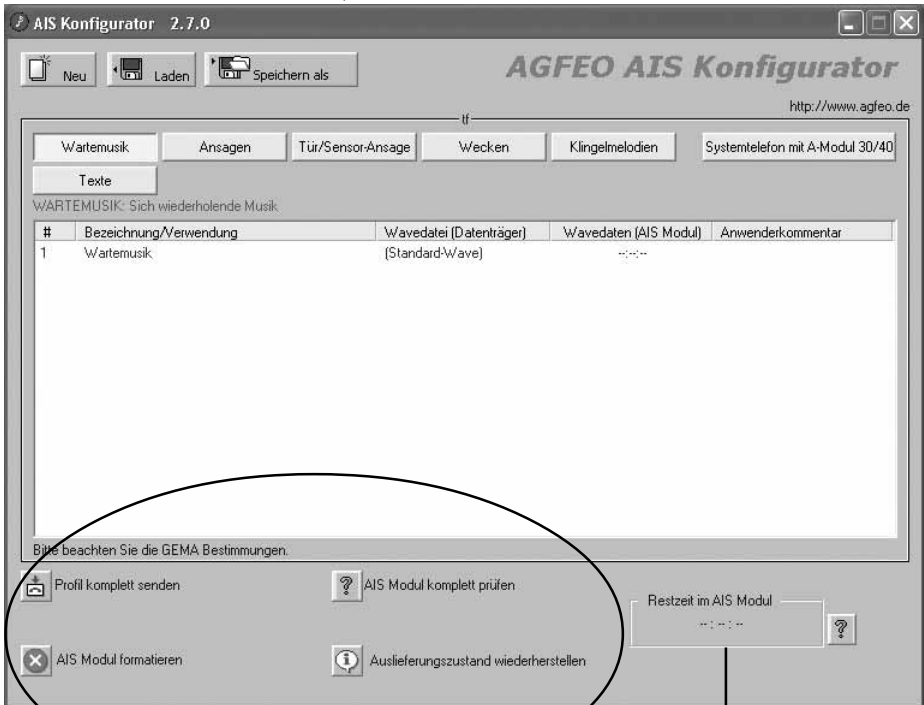 AIS Konfigurator 2.7.0
Neu
Laden
Speichern als
AGFEO AIS Konfigurator
http://www.agfeo.de
tf
Wartemusik
Ansagen
Tür/Sensor-Ansage
Wecken
Klingelmelodien
Systemtelefon mit A-Modul 30/40
Texte
WARTEMUSIK: Sich wiederholende Musik
# Bezeichnung/Verwendung Wavedatei (Datenträger) Wavedaten (AIS Modul) Anwenderkommentar
1 Wartemusik (Standard-Wave) --:--:--
Bitte beachten Sie die GEMA Bestimmungen.
Profil komplett senden
? AIS Modul komplett prüfen
Restzeit im AIS Modul
-- : -- : --
?
AIS Modul formatieren
Auslieferungszustand wiederherstellen